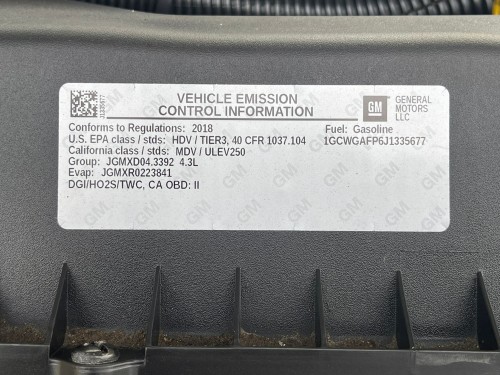 J1335677
VEHICLE EMISSION
CONTROL INFORMATION
GM
GENERAL
MOTORS
LLC
Conforms to Regulations: 2018
Fuel: Gasoline
U.S. EPA class / stds: HDV / TIER3, 40 CFR 1037.104
1GCWGAFP6J1335677
California class / stds: MDV / ULEV250
Group: JGMXD04.3392 4.3L
Evap: JGMXR0223841
DGI/HO2S/TWC, CA OBD: II